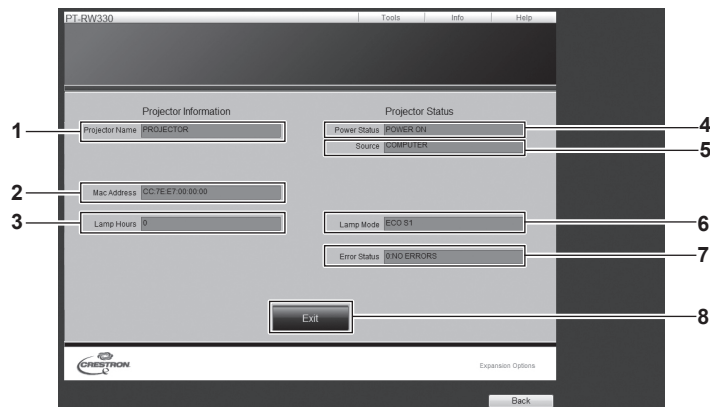 PT-RW330 Tools Info Help
Projector Information Projector Status
1 Projector Name PROJECTOR Power Status POWER ON 4
Source COMPUTER 5
2 Mac Address CC:7E:E7:00:00:00
3 Lamp Hours 0 Lamp Mode ECO S1 6
Error Status 0:NO ERRORS 7
Exit 8
CRESTRON Expansion Options
Back